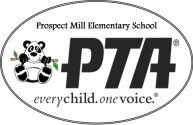 Prospect Mill Elementary School
PTA®
everychild.onevoice.®